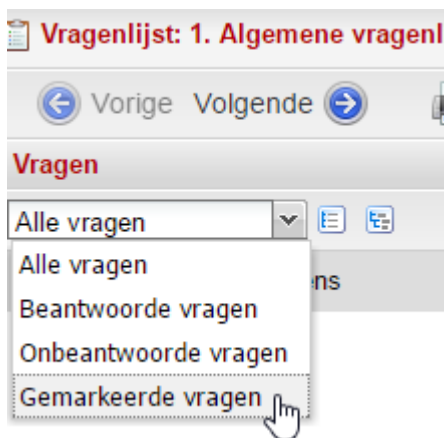 Vragenlijst: 1. Algemene vragenl
Vorige Volgende
Vragen
Alle vragen
Alle vragen
ens
Beantwoorde vragen
Onbeantwoorde vragen
Gemarkeerde vragen